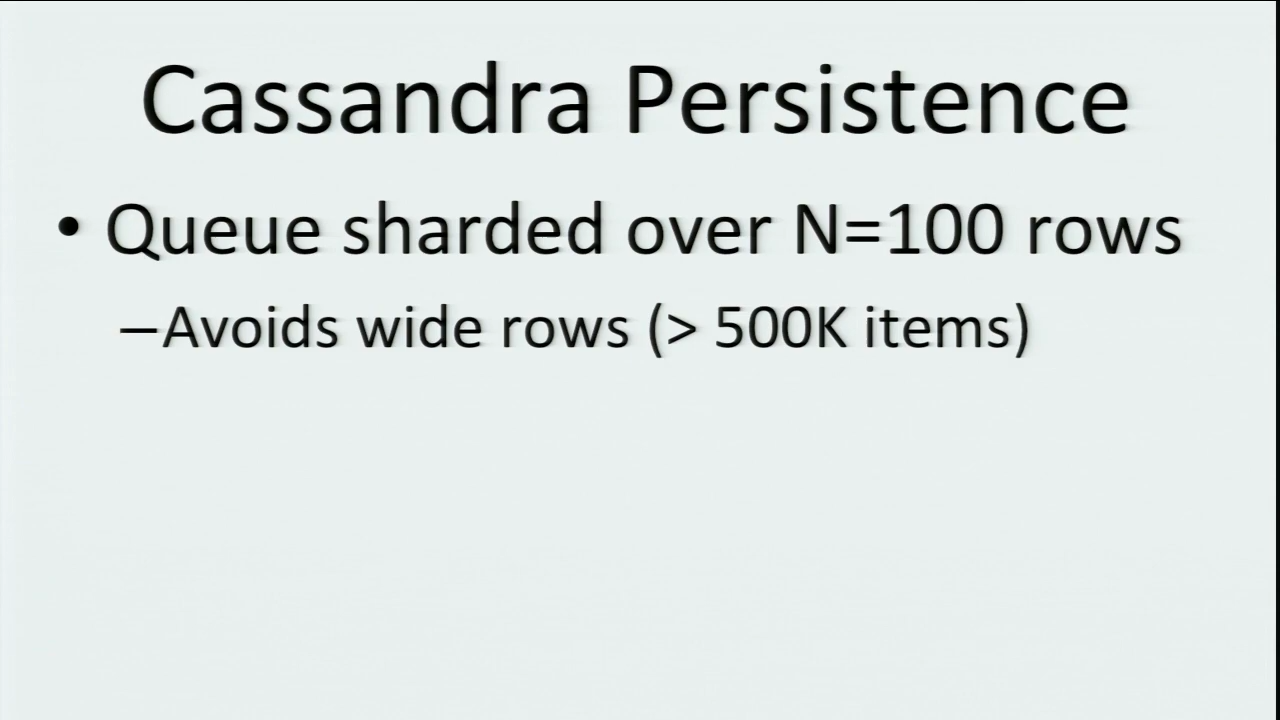 Cassandra Persistence
• Queue sharded over N=100 rows
–Avoids wide rows (> 500K items)